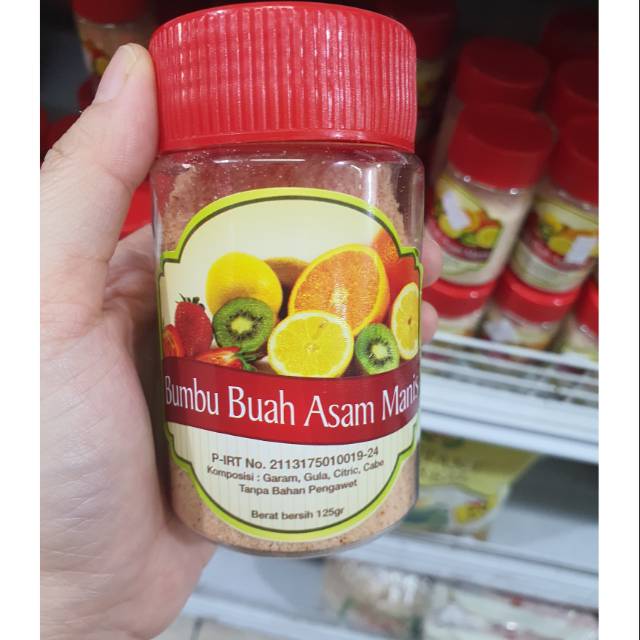 Bumbu Buah Asam Manis
P-IRT No. 2113175010019-24
Komposisi : Garam, Gula, Citric, Cabe
Tanpa Bahan Pengawet
Berat bersih 125gr